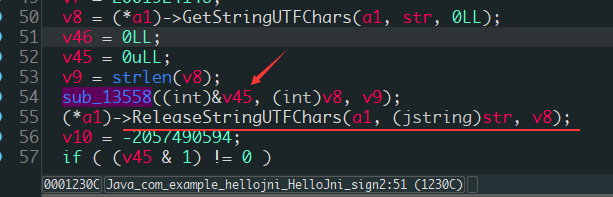 50 v8 = (*a1)->GetStringUTFChars(a1, str, 0LL);
51 v46 = 0LL;
52 v45 = 0uLL;
53 v9 = strlen(v8);
54 sub_13558((int)&v45, (int)v8, v9);
55 (*a1)->ReleaseStringUTFChars(a1, (jstring)str, v8);
56 v10 = -2057490594;
57 if ( (v45 & 1) != 0 )
0001230C Java_com_example_hellojni_HelloJni_sign2:51 (1230C)